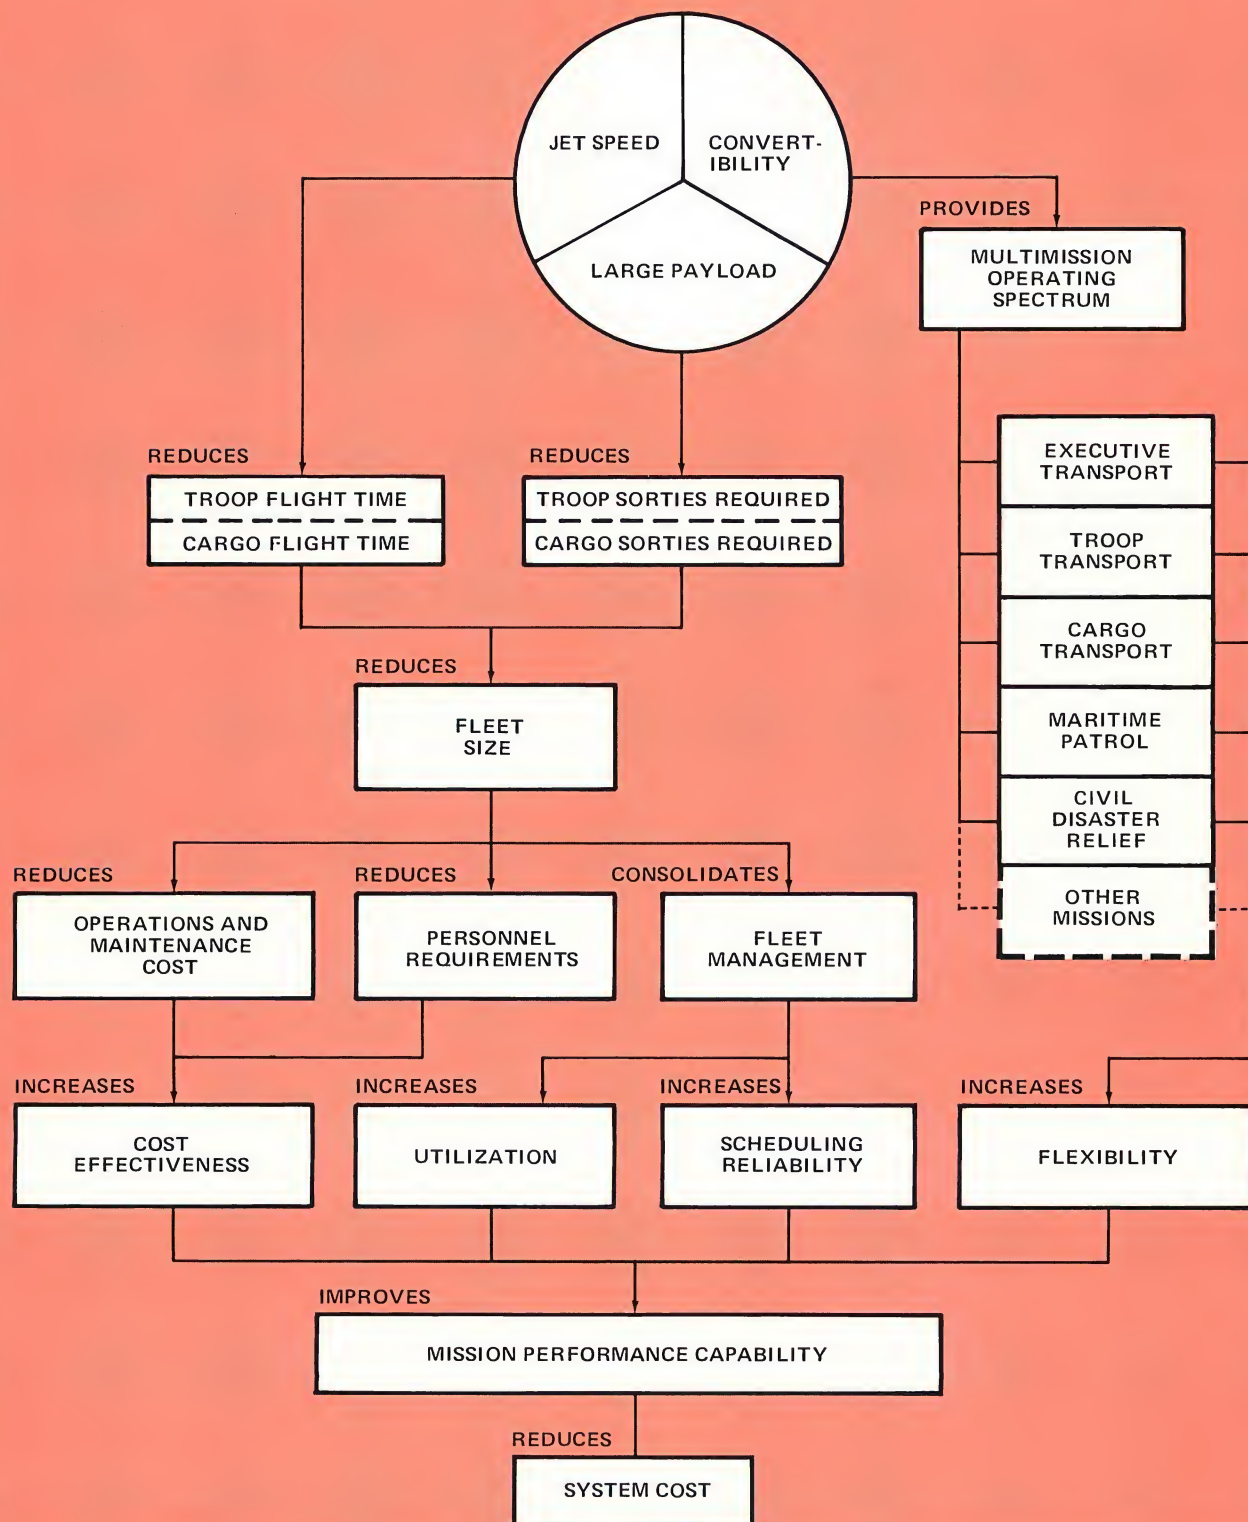 JET SPEED
CONVERT-
IBILITY
LARGE PAYLOAD
PROVIDES
MULTIMISSION
OPERATING
SPECTRUM
REDUCES
TROOP FLIGHT TIME
CARGO FLIGHT TIME
REDUCES
TROOP SORTIES REQUIRED
CARGO SORTIES REQUIRED
EXECUTIVE
TRANSPORT
TROOP
TRANSPORT
CARGO
TRANSPORT
MARITIME
PATROL
CIVIL
DISASTER
RELIEF
OTHER
MISSIONS
REDUCES
FLEET
SIZE
REDUCES
OPERATIONS AND
MAINTENANCE
COST
REDUCES
PERSONNEL
REQUIREMENTS
CONSOLIDATES
FLEET
MANAGEMENT
INCREASES
COST
EFFECTIVENESS
INCREASES
UTILIZATION
INCREASES
SCHEDULING
RELIABILITY
INCREASES
FLEXIBILITY
IMPROVES
MISSION PERFORMANCE CAPABILITY
REDUCES
SYSTEM COST